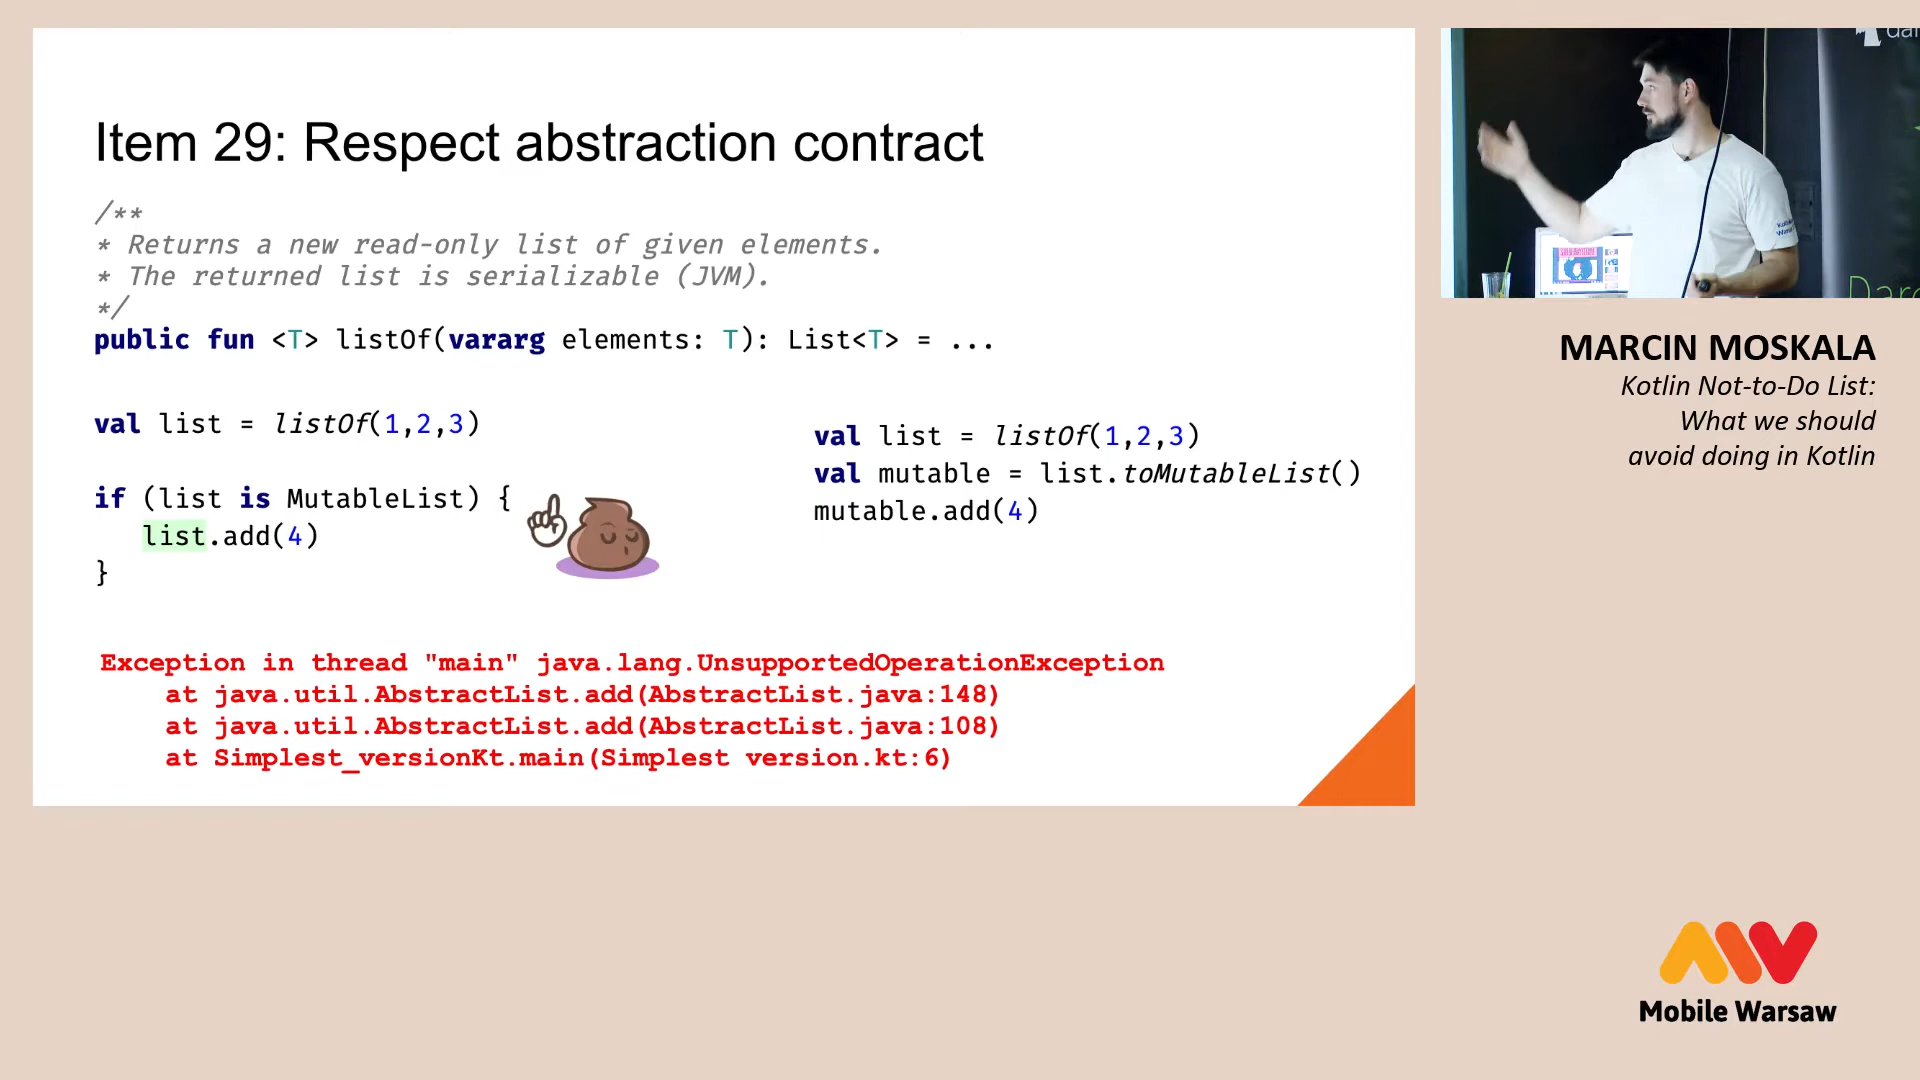 Item 29: Respect abstraction contract
/**
* Returns a new read-only list of given elements.
* The returned list is serializable (JVM).
*/
public fun <T> listOf(vararg elements: T): List<T> = ...
val list = listOf(1,2,3)

if (list is MutableList) {
   list.add(4)
}
val list = listOf(1,2,3)
val mutable = list.toMutableList()
mutable.add(4)
Exception in thread "main" java.lang.UnsupportedOperationException
    at java.util.AbstractList.add(AbstractList.java:148)
    at java.util.AbstractList.add(AbstractList.java:108)
    at Simplest_versionKt.main(Simplest version.kt:6)
MARCIN MOSKALA
Kotlin Not-to-Do List:
What we should
avoid doing in Kotlin
Mobile Warsaw